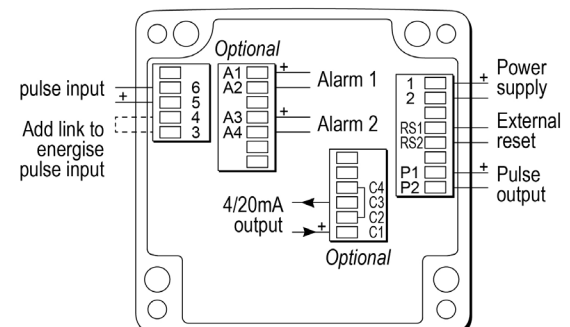 Optional
pulse input
+
6
5
4
3
Add link to
energise
pulse input
A1
A2
A3
A4
+
Alarm 1
+
Alarm 2
1
2
RS1
RS2
P1
P2
+
Power
supply
External
reset
+
Pulse
output
4/20mA
output
+
C4
C3
C2
C1
Optional